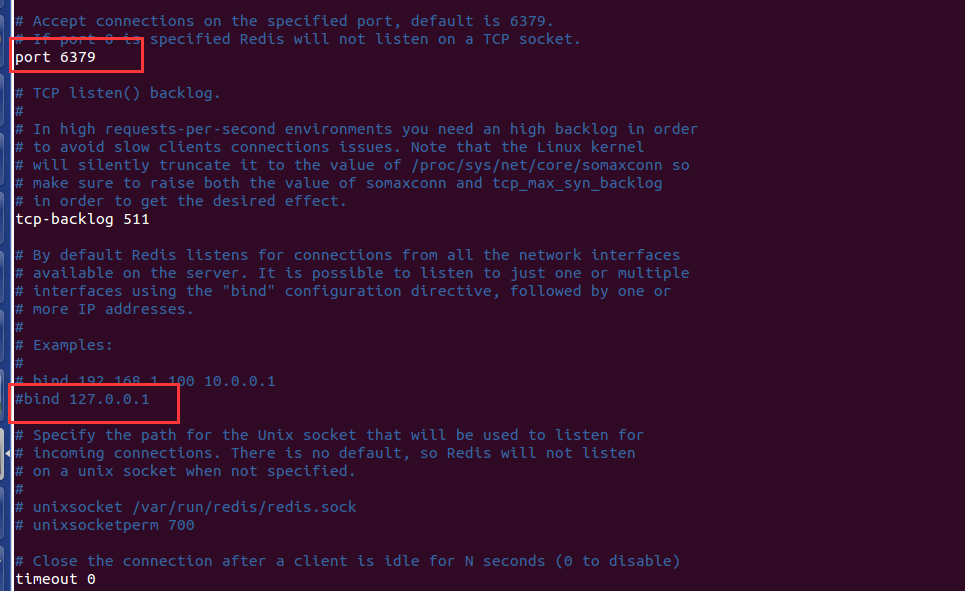 # Accept connections on the specified port, default is 6379.
# If port 0 is specified Redis will not listen on a TCP socket.
port 6379
# TCP listen() backlog.
#
# In high requests-per-second environments you need an high backlog in order
# to avoid slow clients connections issues. Note that the Linux kernel
# will silently truncate it to the value of /proc/sys/net/core/somaxconn so
# make sure to raise both the value of somaxconn and tcp_max_syn_backlog
# in order to get the desired effect.
tcp-backlog 511
# By default Redis listens for connections from all the network interfaces
# available on the server. It is possible to listen to just one or multiple
# interfaces using the "bind" configuration directive, followed by one or
# more IP addresses.
#
# Examples:
#
# bind 192.168.1.100 10.0.0.1
#bind 127.0.0.1
# Specify the path for the Unix socket that will be used to listen for
# incoming connections. There is no default, so Redis will not listen
# on a unix socket when not specified.
#
# unixsocket /var/run/redis/redis.sock
# unixsocketperm 700
# Close the connection after a client is idle for N seconds (0 to disable)
timeout 0